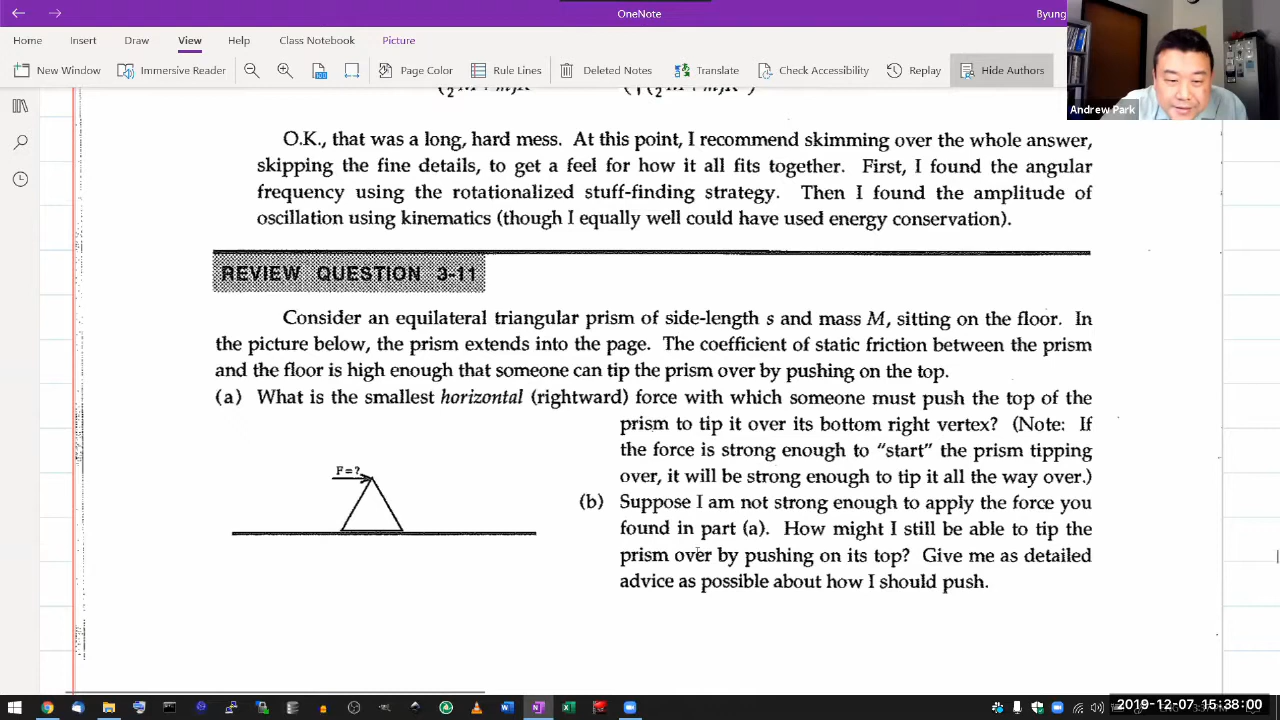 OneNote
Byung
Home Insert Draw View Help Class Notebook Picture
New Window Immersive Reader Page Color Rule Lines Deleted Notes Translate Check Accessibility Replay Hide Authors
Andrew Park
O.K., that was a long, hard mess. At this point, I recommend skimming over the whole answer,
skipping the fine details, to get a feel for how it all fits together. First, I found the angular
frequency using the rotationalized stuff-finding strategy. Then I found the amplitude of
oscillation using kinematics (though I equally well could have used energy conservation).
REVIEW QUESTION 3-11
Consider an equilateral triangular prism of side-length s and mass M, sitting on the floor. In
the picture below, the prism extends into the page. The coefficient of static friction between the prism
and the floor is high enough that someone can tip the prism over by pushing on the top.
(a) What is the smallest horizontal (rightward) force with which someone must push the top of the
prism to tip it over its bottom right vertex? (Note: If
the force is strong enough to "start" the prism tipping
over, it will be strong enough to tip it all the way over.)
F=?
(b) Suppose I am not strong enough to apply the force you
found in part (a). How might I still be able to tip the
prism over by pushing on its top? Give me as detailed
advice as possible about how I should push.
2019-12-07 15:38:00